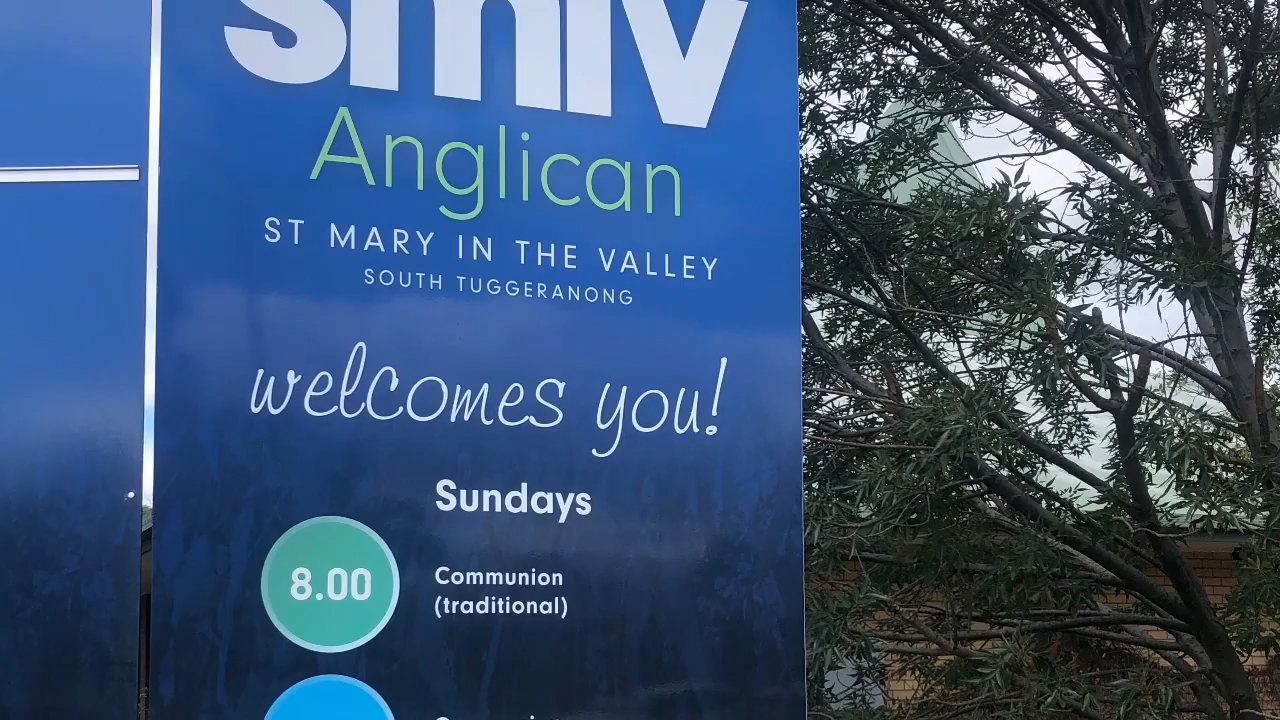 smiv
Anglican
ST MARY IN THE VALLEY
SOUTH TUGGERANONG
welcomes you!
Sundays
8.00
Communion
(traditional)